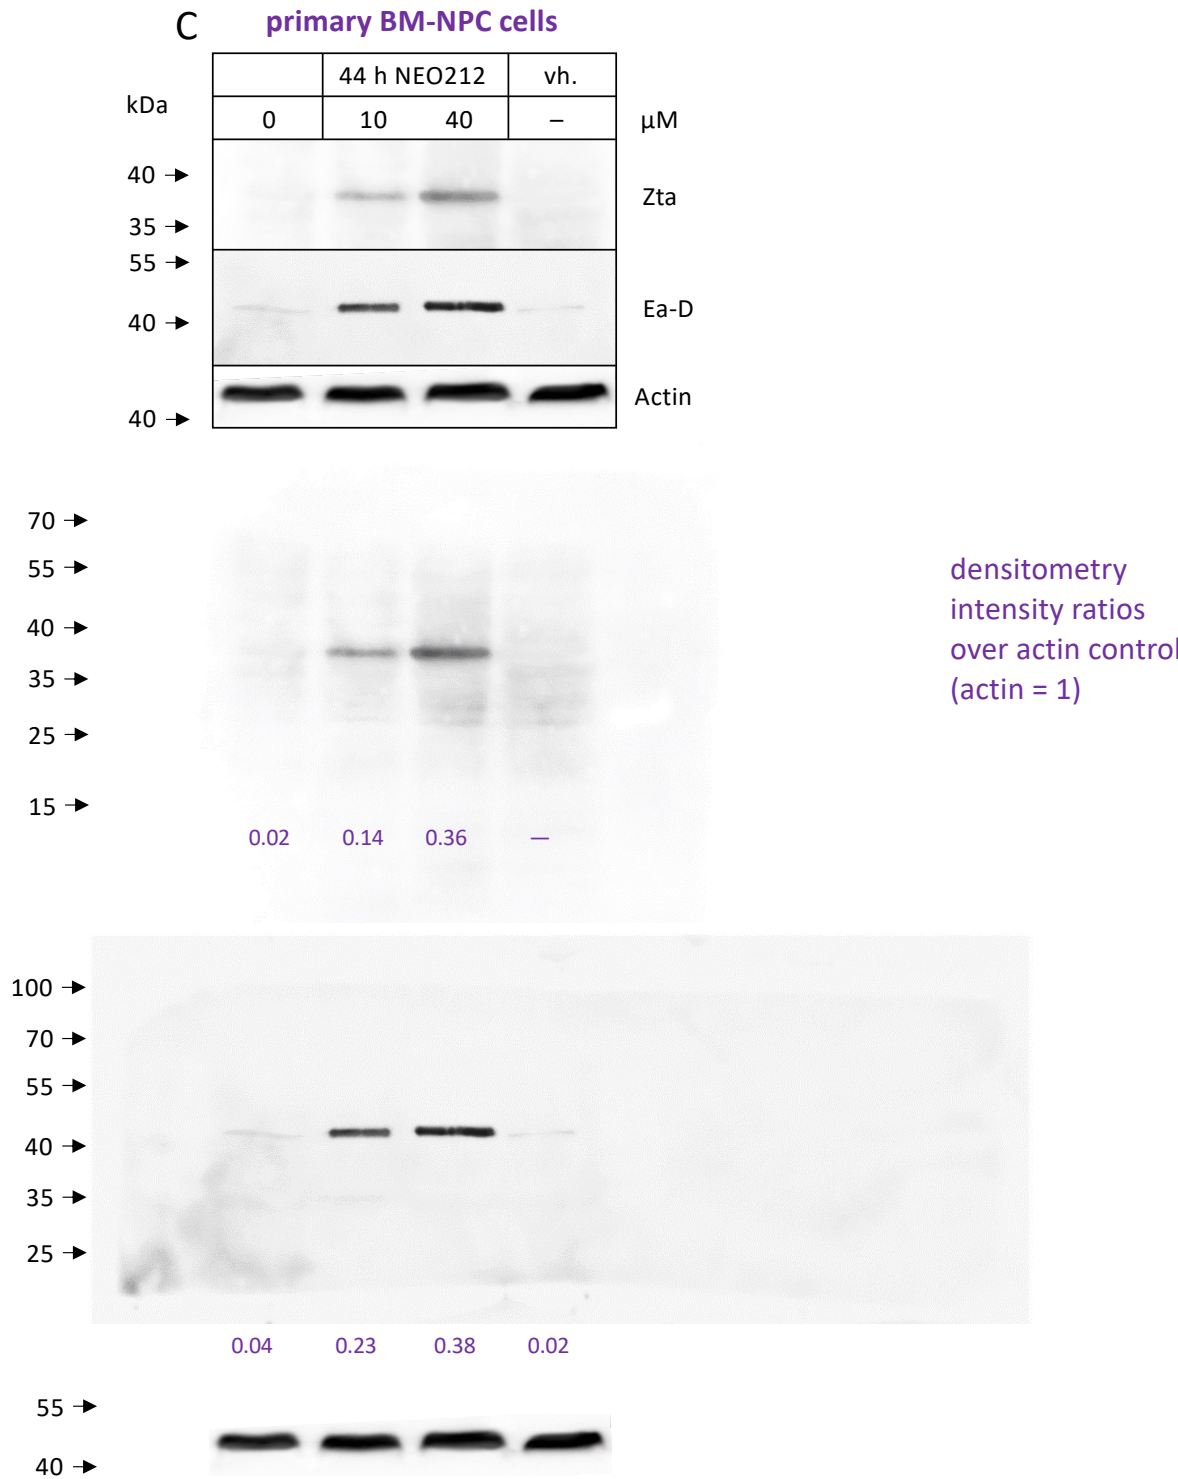 C primary BM-NPC cells
44 h NEO212 vh.
kDa 0 10 40 – µM
40 Zta
35
55
40 Ea-D
Actin
40
70
55
40
35
25
15
densitometry
intensity ratios
over actin control
(actin = 1)
0.02 0.14 0.36 —
100
70
55
40
35
25
0.04 0.23 0.38 0.02
55
40